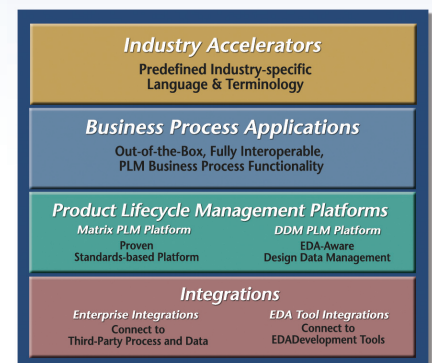 Industry Accelerators
Predefined Industry-specific
Language & Terminology
Business Process Applications
Out-of-the-Box, Fully Interoperable,
PLM Business Process Functionality
Product Lifecycle Management Platforms
Matrix PLM Platform
Proven
Standards-based Platform
DDM PLM Platform
EDA-Aware
Design Data Management
Integrations
Enterprise Integrations
Connect to
Third-Party Process and Data
EDA Tool Integrations
Connect to
EDADevelopment Tools